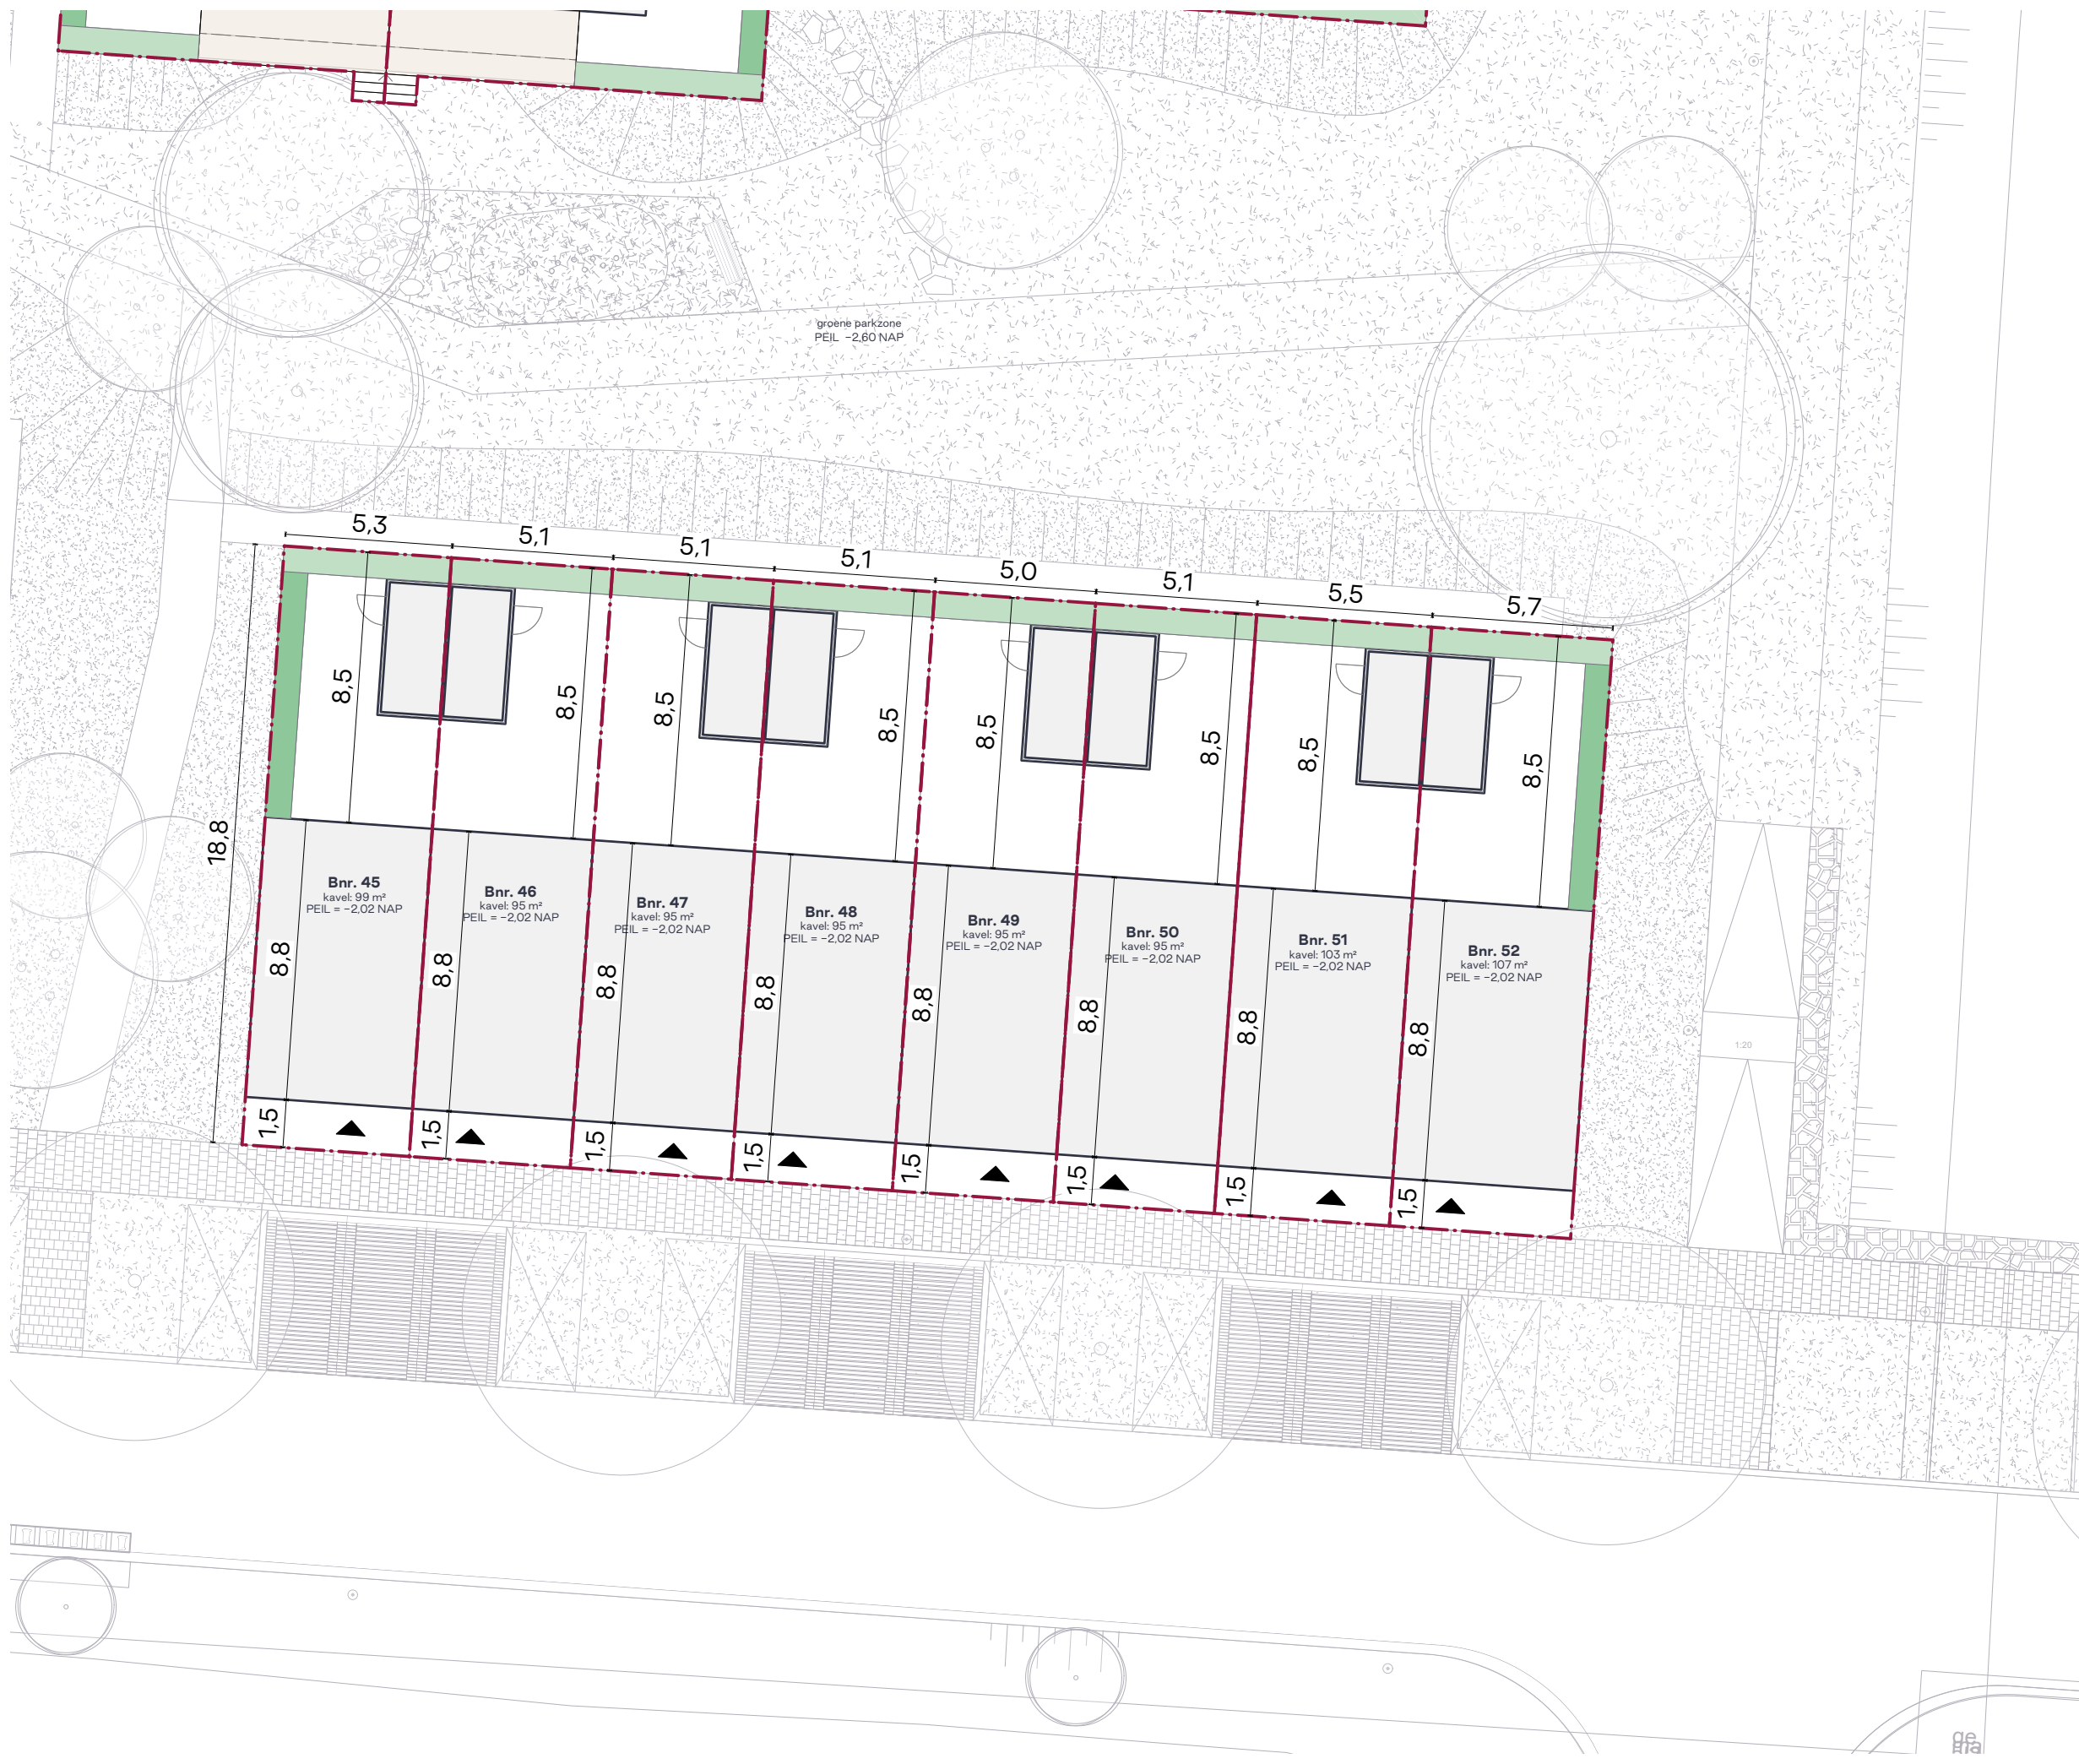 groene parkzone
PEIL −2,60 NAP
5,3
5,1
5,1
5,1
5,0
5,1
5,5
5,7
8,5
8,5
8,5
8,5
8,5
8,5
8,5
8,5
18,8
Bnr. 45
kavel: 99 m²
PEIL = −2,02 NAP
Bnr. 46
kavel: 95 m²
PEIL = −2,02 NAP
Bnr. 47
kavel: 95 m²
PEIL = −2,02 NAP
Bnr. 48
kavel: 95 m²
PEIL = −2,02 NAP
Bnr. 49
kavel: 95 m²
PEIL = −2,02 NAP
Bnr. 50
kavel: 95 m²
PEIL = −2,02 NAP
Bnr. 51
kavel: 103 m²
PEIL = −2,02 NAP
Bnr. 52
kavel: 107 m²
PEIL = −2,02 NAP
8,8
8,8
8,8
8,8
8,8
8,8
8,8
8,8
1:20
1,5
1,5
1,5
1,5
1,5
1,5
1,5
1,5
ge